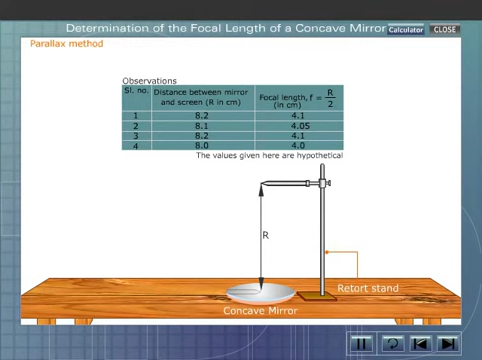 Determination of the Focal Length of a Concave Mirror
Calculator
CLOSE
Parallax method
Observations
Sl. no. Distance between mirror and screen (R in cm) Focal length, f = R/2 (in cm)
1 8.2 4.1
2 8.1 4.05
3 8.2 4.1
4 8.0 4.0
The values given here are hypothetical
R
Retort stand
Concave Mirror